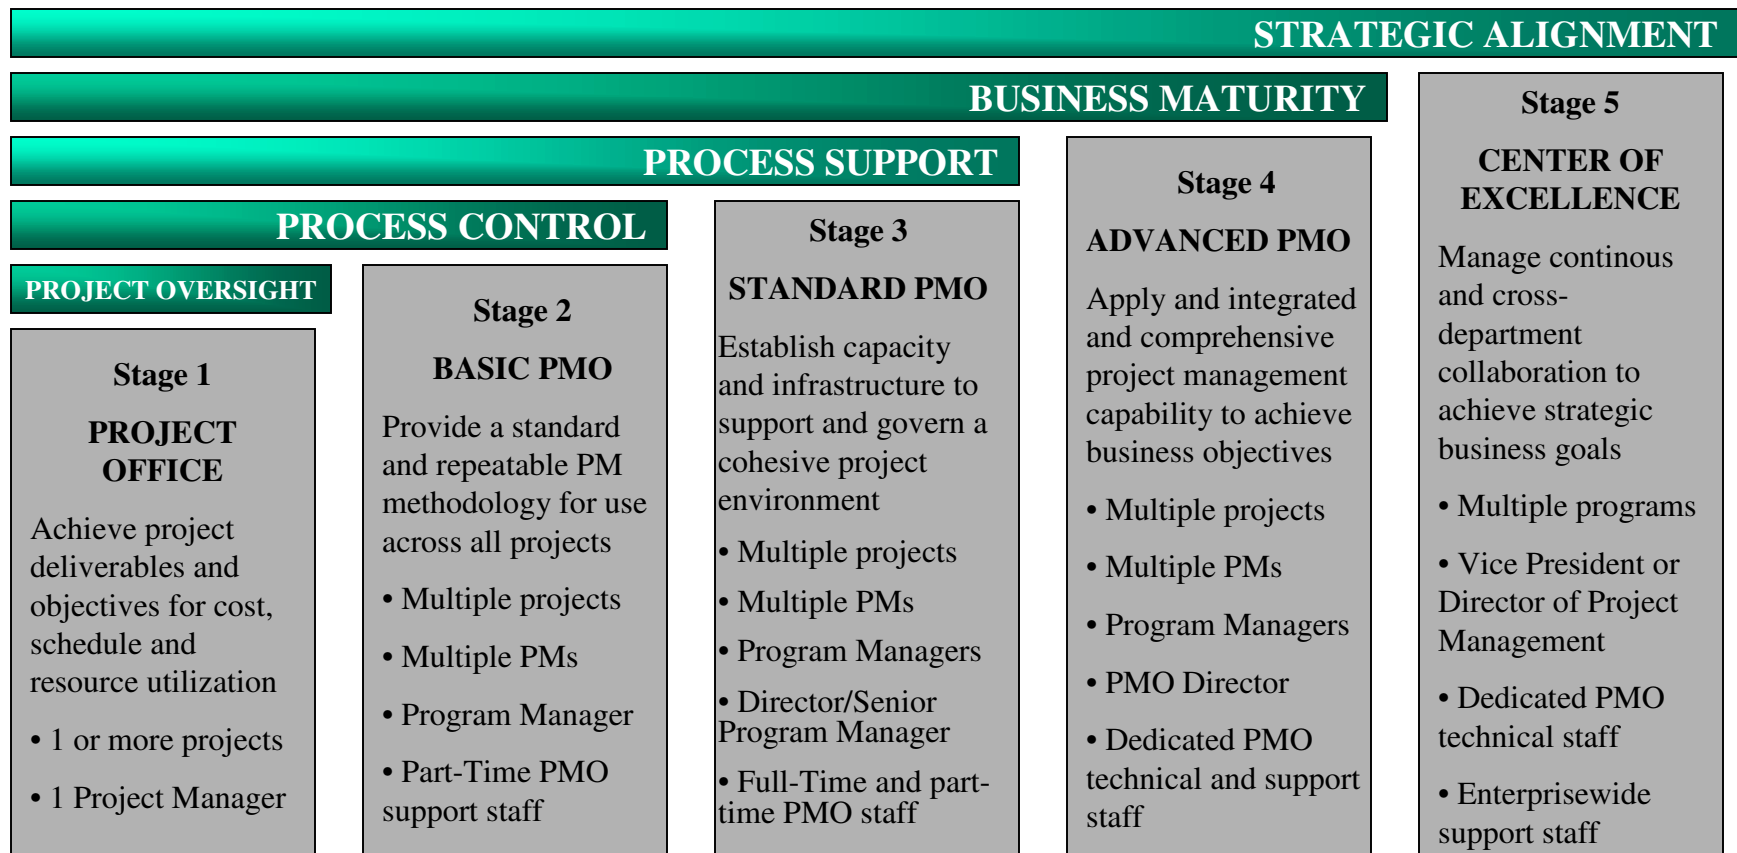 STRATEGIC ALIGNMENT
BUSINESS MATURITY
PROCESS SUPPORT
PROCESS CONTROL
PROJECT OVERSIGHT
Stage 1
PROJECT
OFFICE
Achieve project
deliverables and
objectives for cost,
schedule and
resource utilization
• 1 or more projects
• 1 Project Manager
Stage 2
BASIC PMO
Provide a standard
and repeatable PM
methodology for use
across all projects
• Multiple projects
• Multiple PMs
• Program Manager
• Part-Time PMO
support staff
Stage 3
STANDARD PMO
Establish capacity
and infrastructure to
support and govern a
cohesive project
environment
• Multiple projects
• Multiple PMs
• Program Managers
• Director/Senior
Program Manager
• Full-Time and part-
time PMO staff
Stage 4
ADVANCED PMO
Apply and integrated
and comprehensive
project management
capability to achieve
business objectives
• Multiple projects
• Multiple PMs
• Program Managers
• PMO Director
• Dedicated PMO
technical and support
staff
Stage 5
CENTER OF
EXCELLENCE
Manage continous
and cross-
department
collaboration to
achieve strategic
business goals
• Multiple programs
• Vice President or
Director of Project
Management
• Dedicated PMO
technical staff
• Enterprisewide
support staff